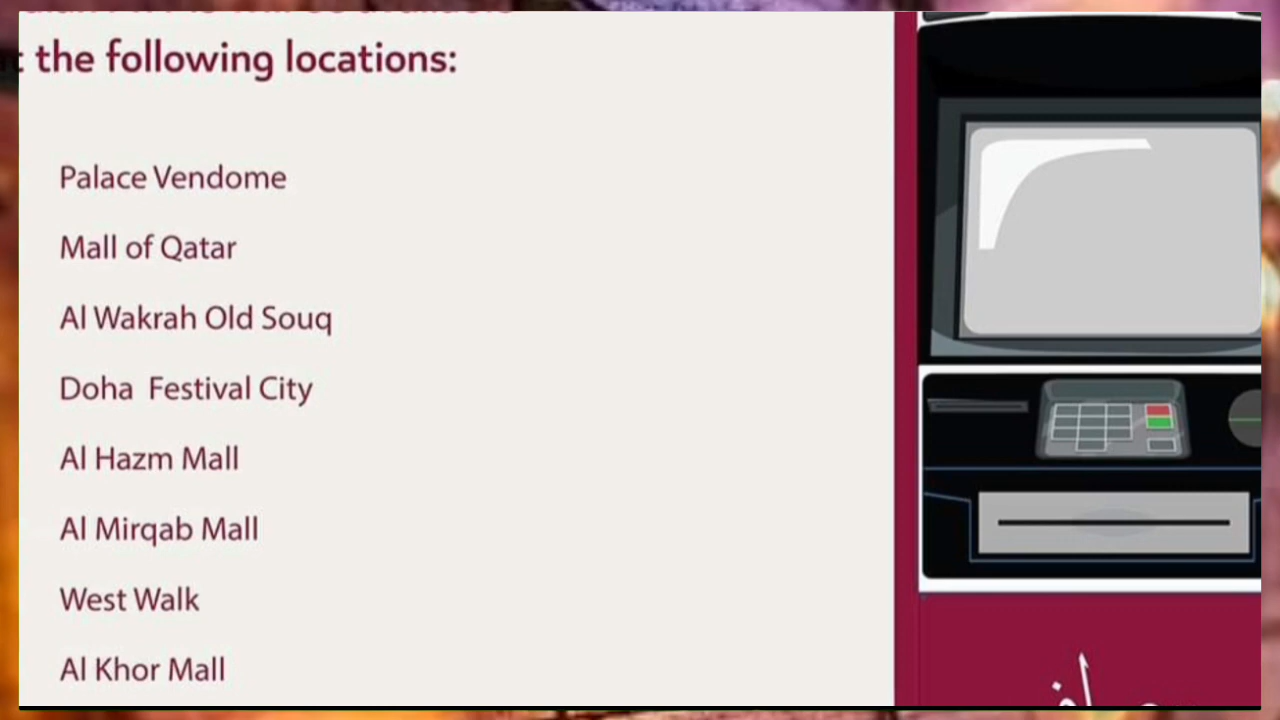 the following locations:
Palace Vendome
Mall of Qatar
Al Wakrah Old Souq
Doha Festival City
Al Hazm Mall
Al Mirqab Mall
West Walk
Al Khor Mall